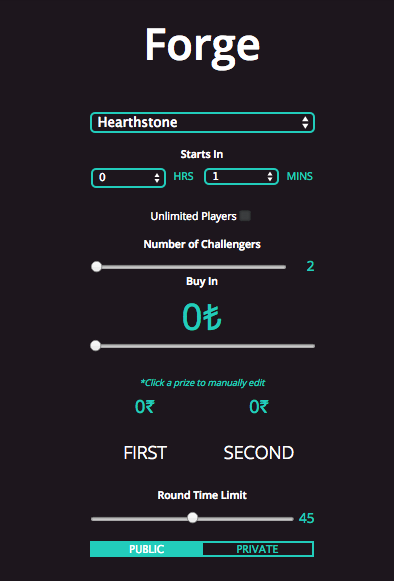 Forge
Hearthstone
Starts In
0 HRS 1 MINS
Unlimited Players
Number of Challengers
2
Buy In
0₺
*Click a prize to manually edit
0₹ 0₹
FIRST SECOND
Round Time Limit
45
PUBLIC PRIVATE